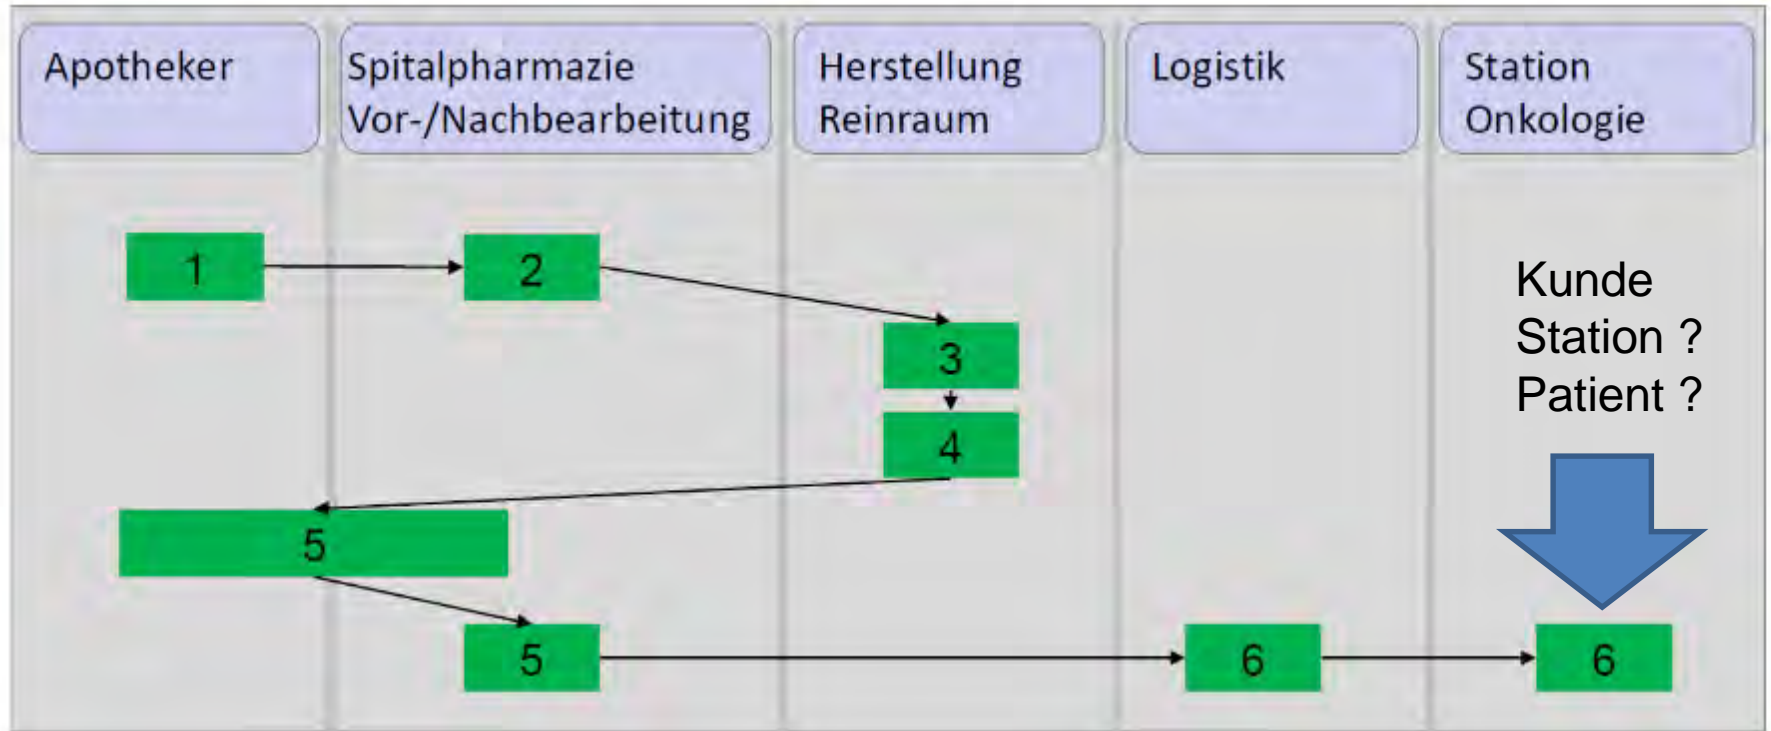 Apotheker
Spitalpharmazie
Vor-/Nachbearbeitung
Herstellung
Reinraum
Logistik
Station
Onkologie
1
2
Kunde
Station ?
Patient ?
3
4
5
5
6
6